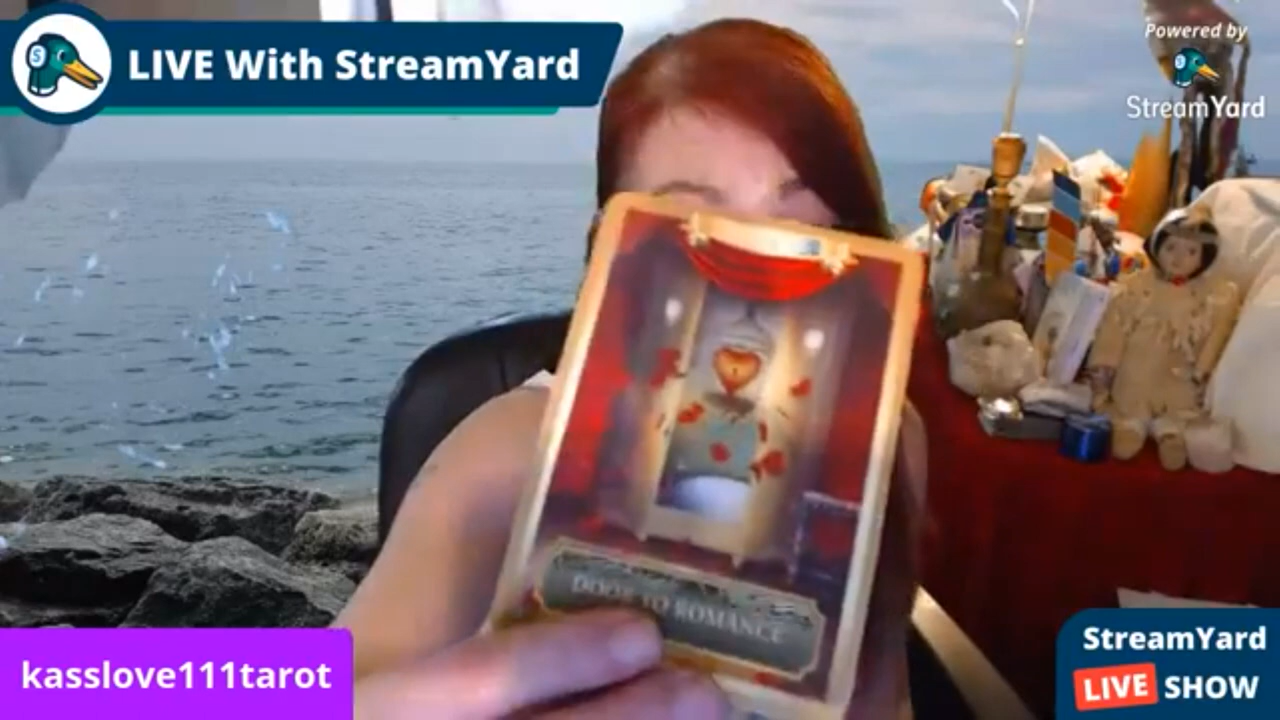 LIVE With StreamYard
Powered by
StreamYard
DOOR TO ROMANCE
kasslove111tarot
StreamYard
LIVE SHOW